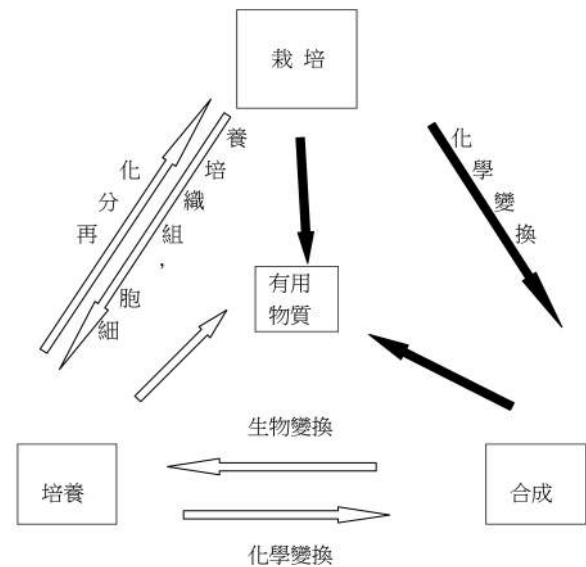 栽 培
再分化
細胞，組織培養
化學變換
有用
物質
生物變換
培養
合成
化學變換